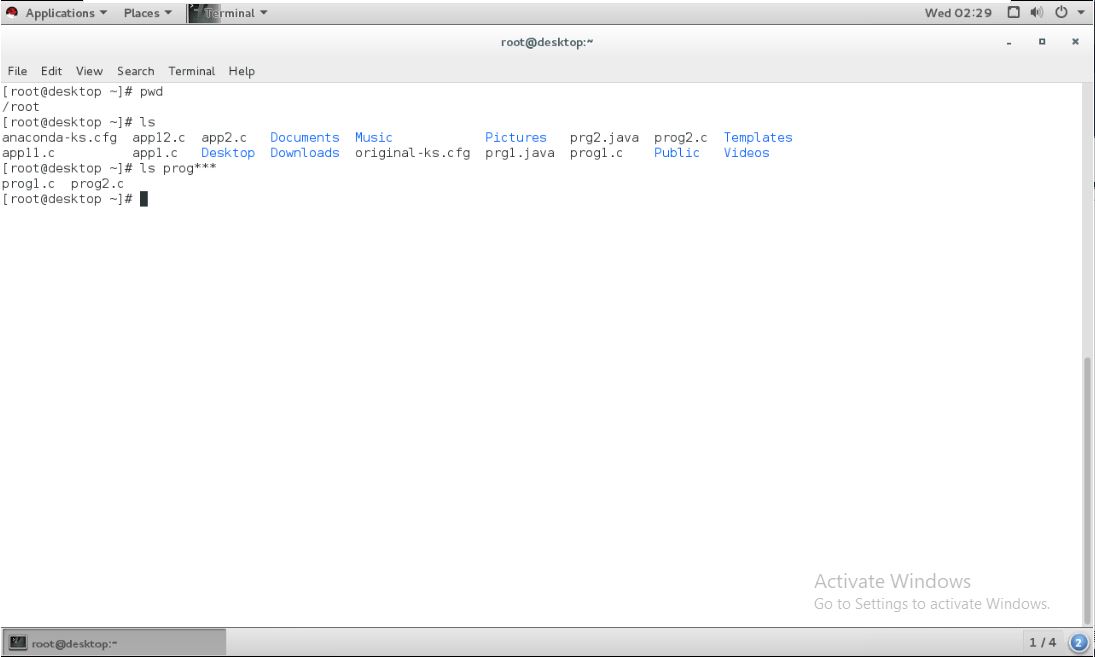 Applications Places Terminal Wed 02:29
root@desktop:~
File Edit View Search Terminal Help
[root@desktop ~]# pwd
/root
[root@desktop ~]# ls
anaconda-ks.cfg app12.c app2.c Documents Music Pictures prg2.java prog2.c Templates
app11.c app1.c Desktop Downloads original-ks.cfg prg1.java prog1.c Public Videos
[root@desktop ~]# ls prog***
prog1.c prog2.c
[root@desktop ~]#
Activate Windows
Go to Settings to activate Windows.
root@desktop:~ 1 / 4 2